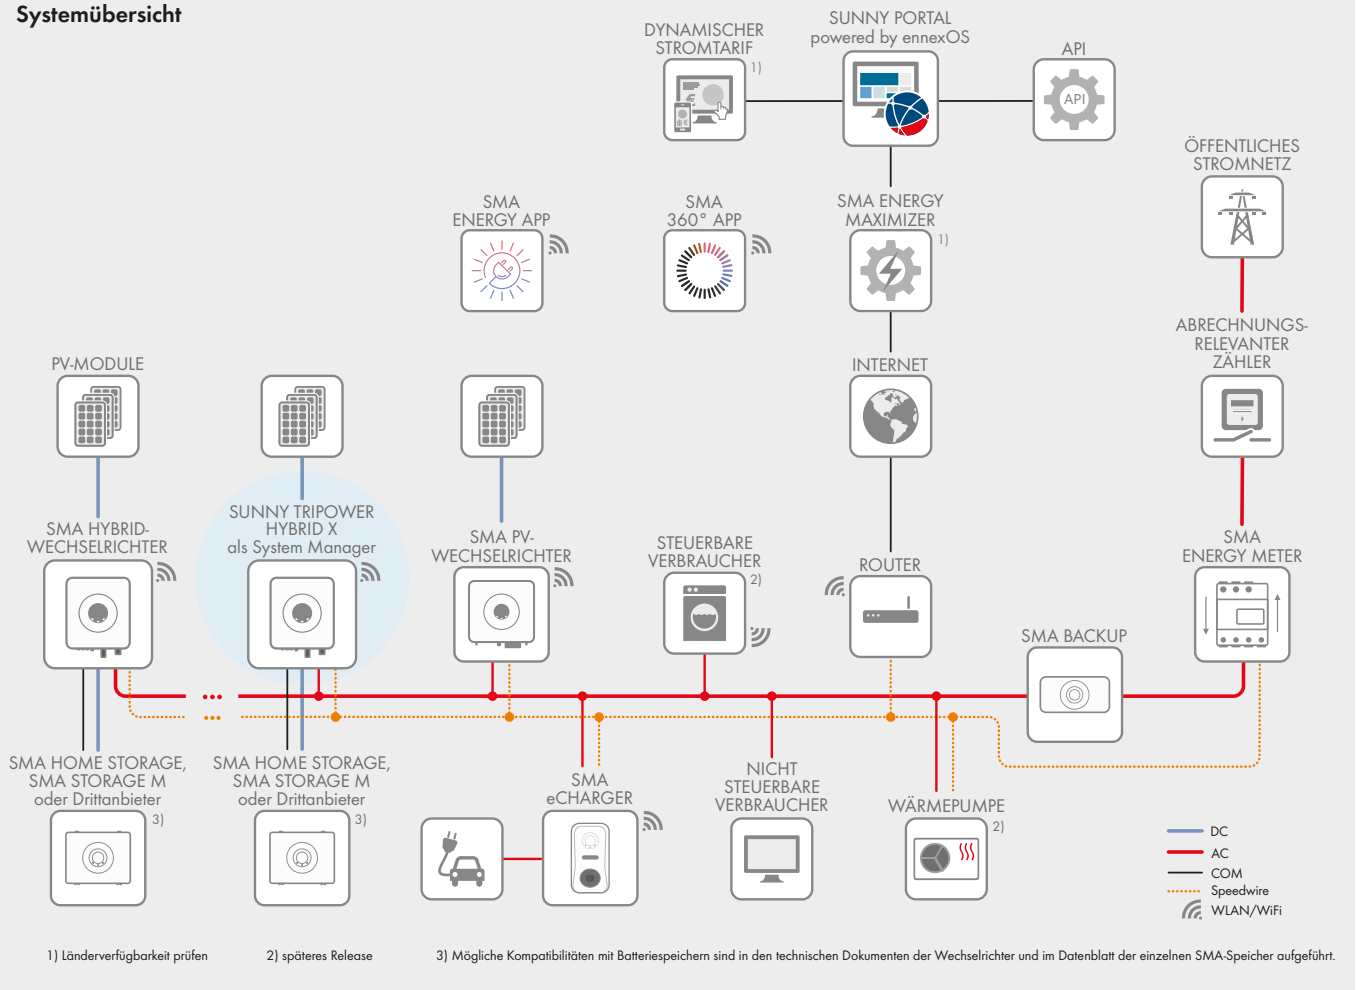 Systemübersicht
DYNAMISCHER
STROMTARIF
1)
SUNNY PORTAL
powered by ennexOS
API
API
ÖFFENTLICHES
STROMNETZ
SMA
ENERGY APP
SMA
360° APP
SMA ENERGY
MAXIMIZER
1)
ABRECHNUNGS-
RELEVANTER
ZÄHLER
PV-MODULE
INTERNET
SUNNY TRIPOWER
HYBRID X
als System Manager
SMA HYBRID-
WECHSELRICHTER
SMA PV-
WECHSELRICHTER
STEUERBARE
VERBRAUCHER
2)
ROUTER
SMA
ENERGY METER
SMA BACKUP
SMA HOME STORAGE,
SMA STORAGE M
oder Drittanbieter
3)
SMA HOME STORAGE,
SMA STORAGE M
oder Drittanbieter
3)
SMA
eCHARGER
NICHT
STEUERBARE
VERBRAUCHER
WÄRMEPUMPE
2)
DC
AC
COM
Speedwire
WLAN/WiFi
1) Länderverfügbarkeit prüfen
2) späteres Release
3) Mögliche Kompatibilitäten mit Batteriespeichern sind in den technischen Dokumenten der Wechselrichter und im Datenblatt der einzelnen SMA-Speicher aufgeführt.